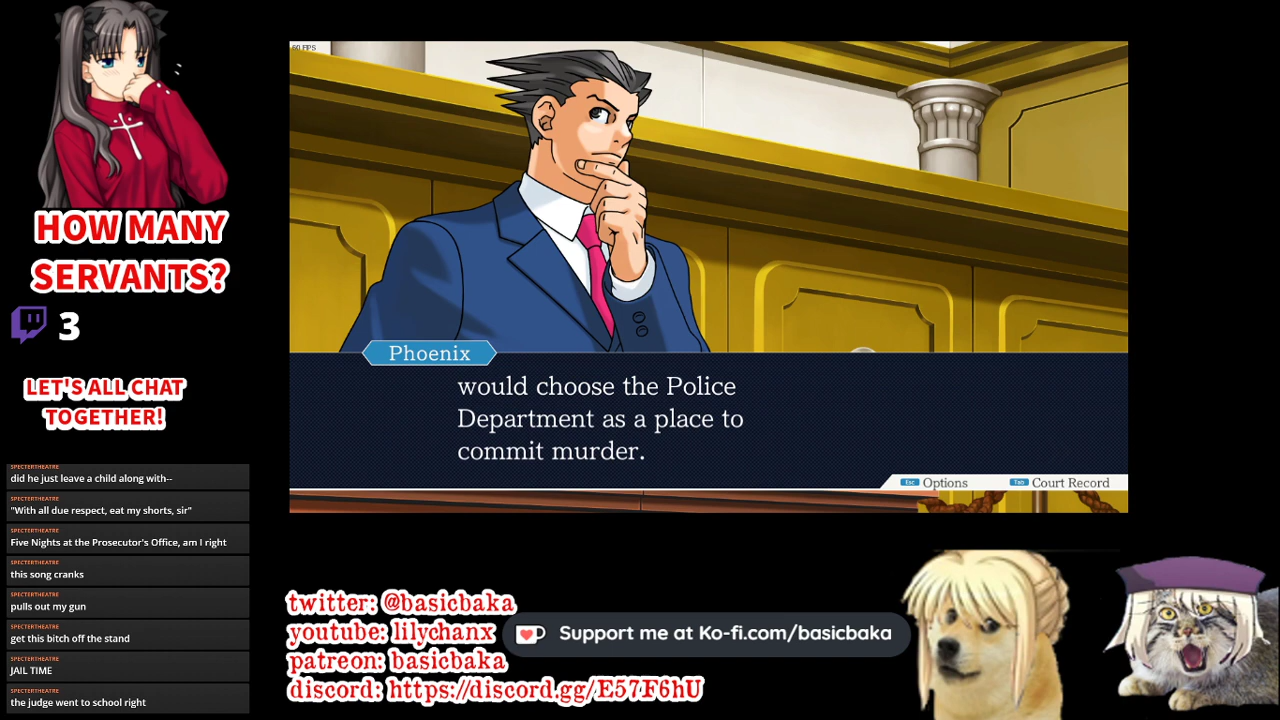 60 FPS
HOW MANY
SERVANTS?
3
LET'S ALL CHAT
TOGETHER!
SPECTERTHEATRE
did he just leave a child along with--
SPECTERTHEATRE
"With all due respect, eat my shorts, sir"
SPECTERTHEATRE
Five Nights at the Prosecutor's Office, am I right
SPECTERTHEATRE
this song cranks
SPECTERTHEATRE
pulls out my gun
SPECTERTHEATRE
get this bitch off the stand
SPECTERTHEATRE
JAIL TIME
SPECTERTHEATRE
the judge went to school right
Phoenix
would choose the Police
Department as a place to
commit murder.
Esc Options
Tab Court Record
twitter: @basicbaka
youtube: lilychanx
patreon: basicbaka
discord: https://discord.gg/E57F6hU
Support me at Ko-fi.com/basicbaka